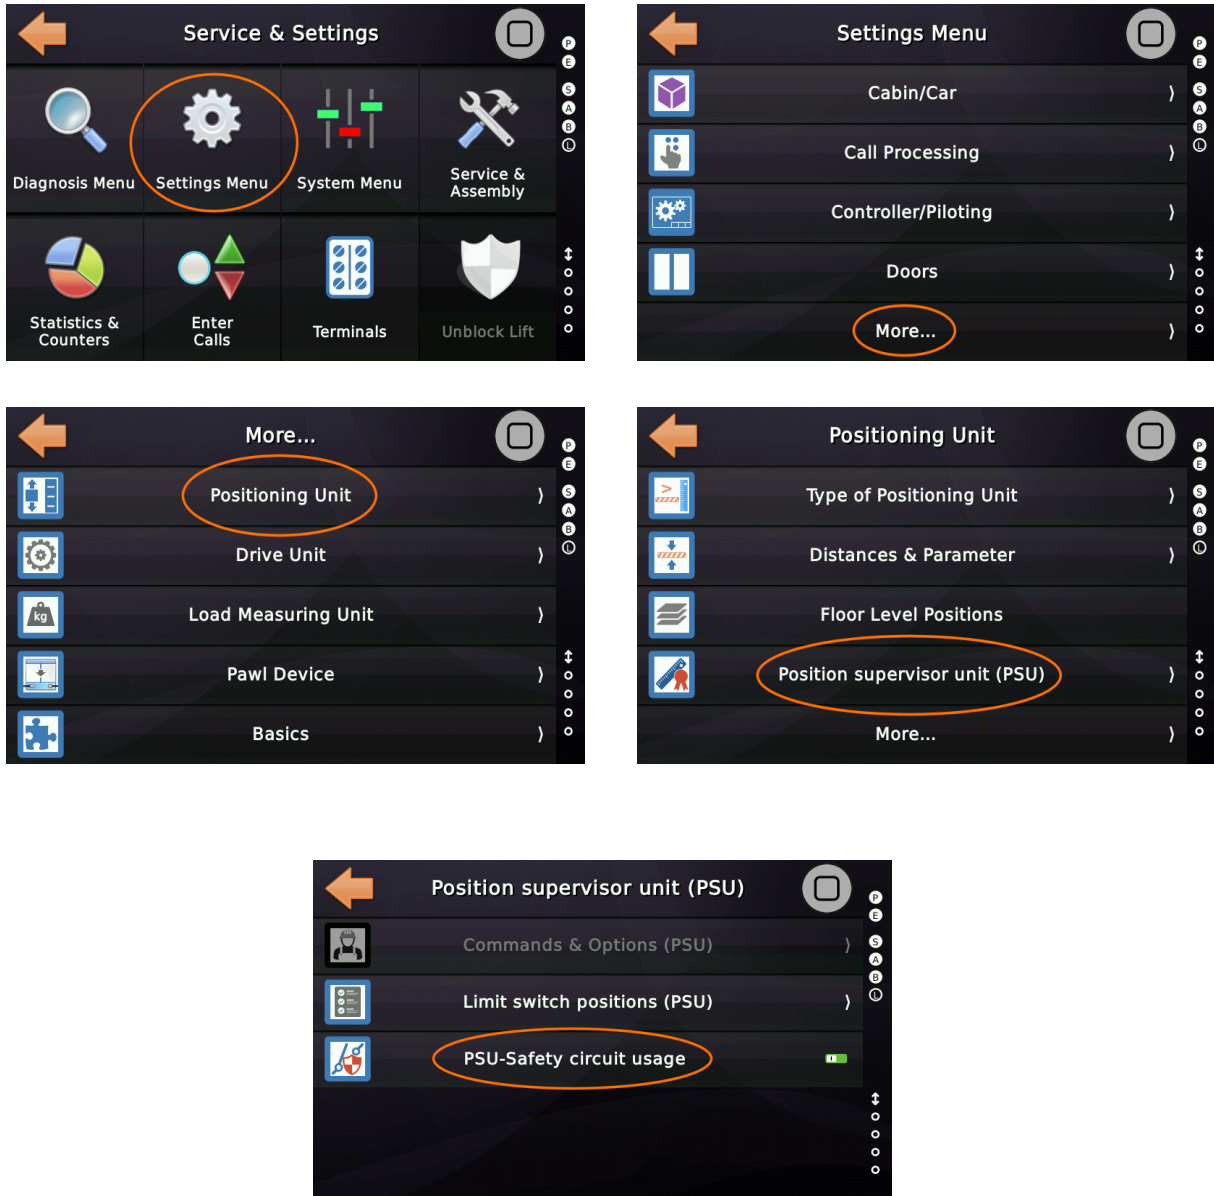 Service & Settings
P
E
S
A
B
L
Diagnosis Menu
Settings Menu
System Menu
Service &
Assembly
Statistics &
Counters
Enter
Calls
Terminals
Unblock Lift
Settings Menu
P
E
S
A
B
L
Cabin/Car
Call Processing
Controller/Piloting
Doors
More...
More...
P
E
S
A
B
L
Positioning Unit
Drive Unit
kg
Load Measuring Unit
Pawl Device
Basics
Positioning Unit
P
E
S
A
B
L
Type of Positioning Unit
Distances & Parameter
Floor Level Positions
Position supervisor unit (PSU)
More...
Position supervisor unit (PSU)
P
E
S
A
B
L
Commands & Options (PSU)
Limit switch positions (PSU)
PSU-Safety circuit usage